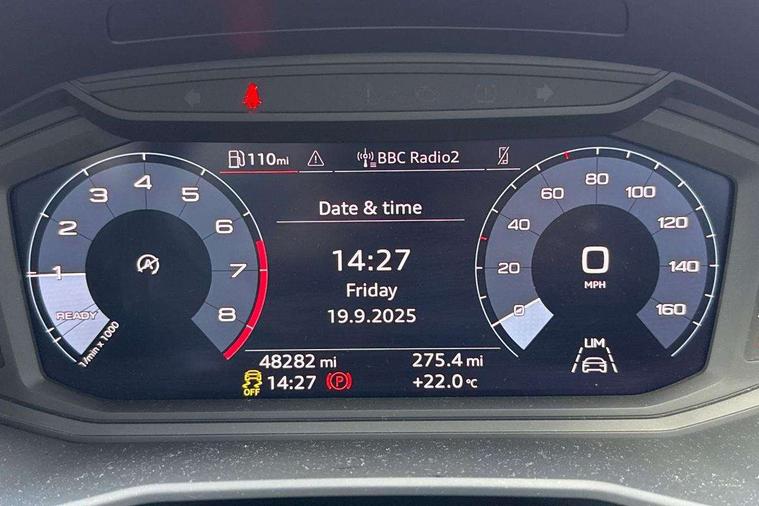 110mi
BBC Radio2
Date & time
14:27
Friday
19.9.2025
48282 mi
275.4 mi
OFF
14:27
P
+22.0 °C
1
2
3
4
5
6
7
8
READY
1/min x 1000
A
0
20
40
60
80
100
120
140
160
0
MPH
LIM